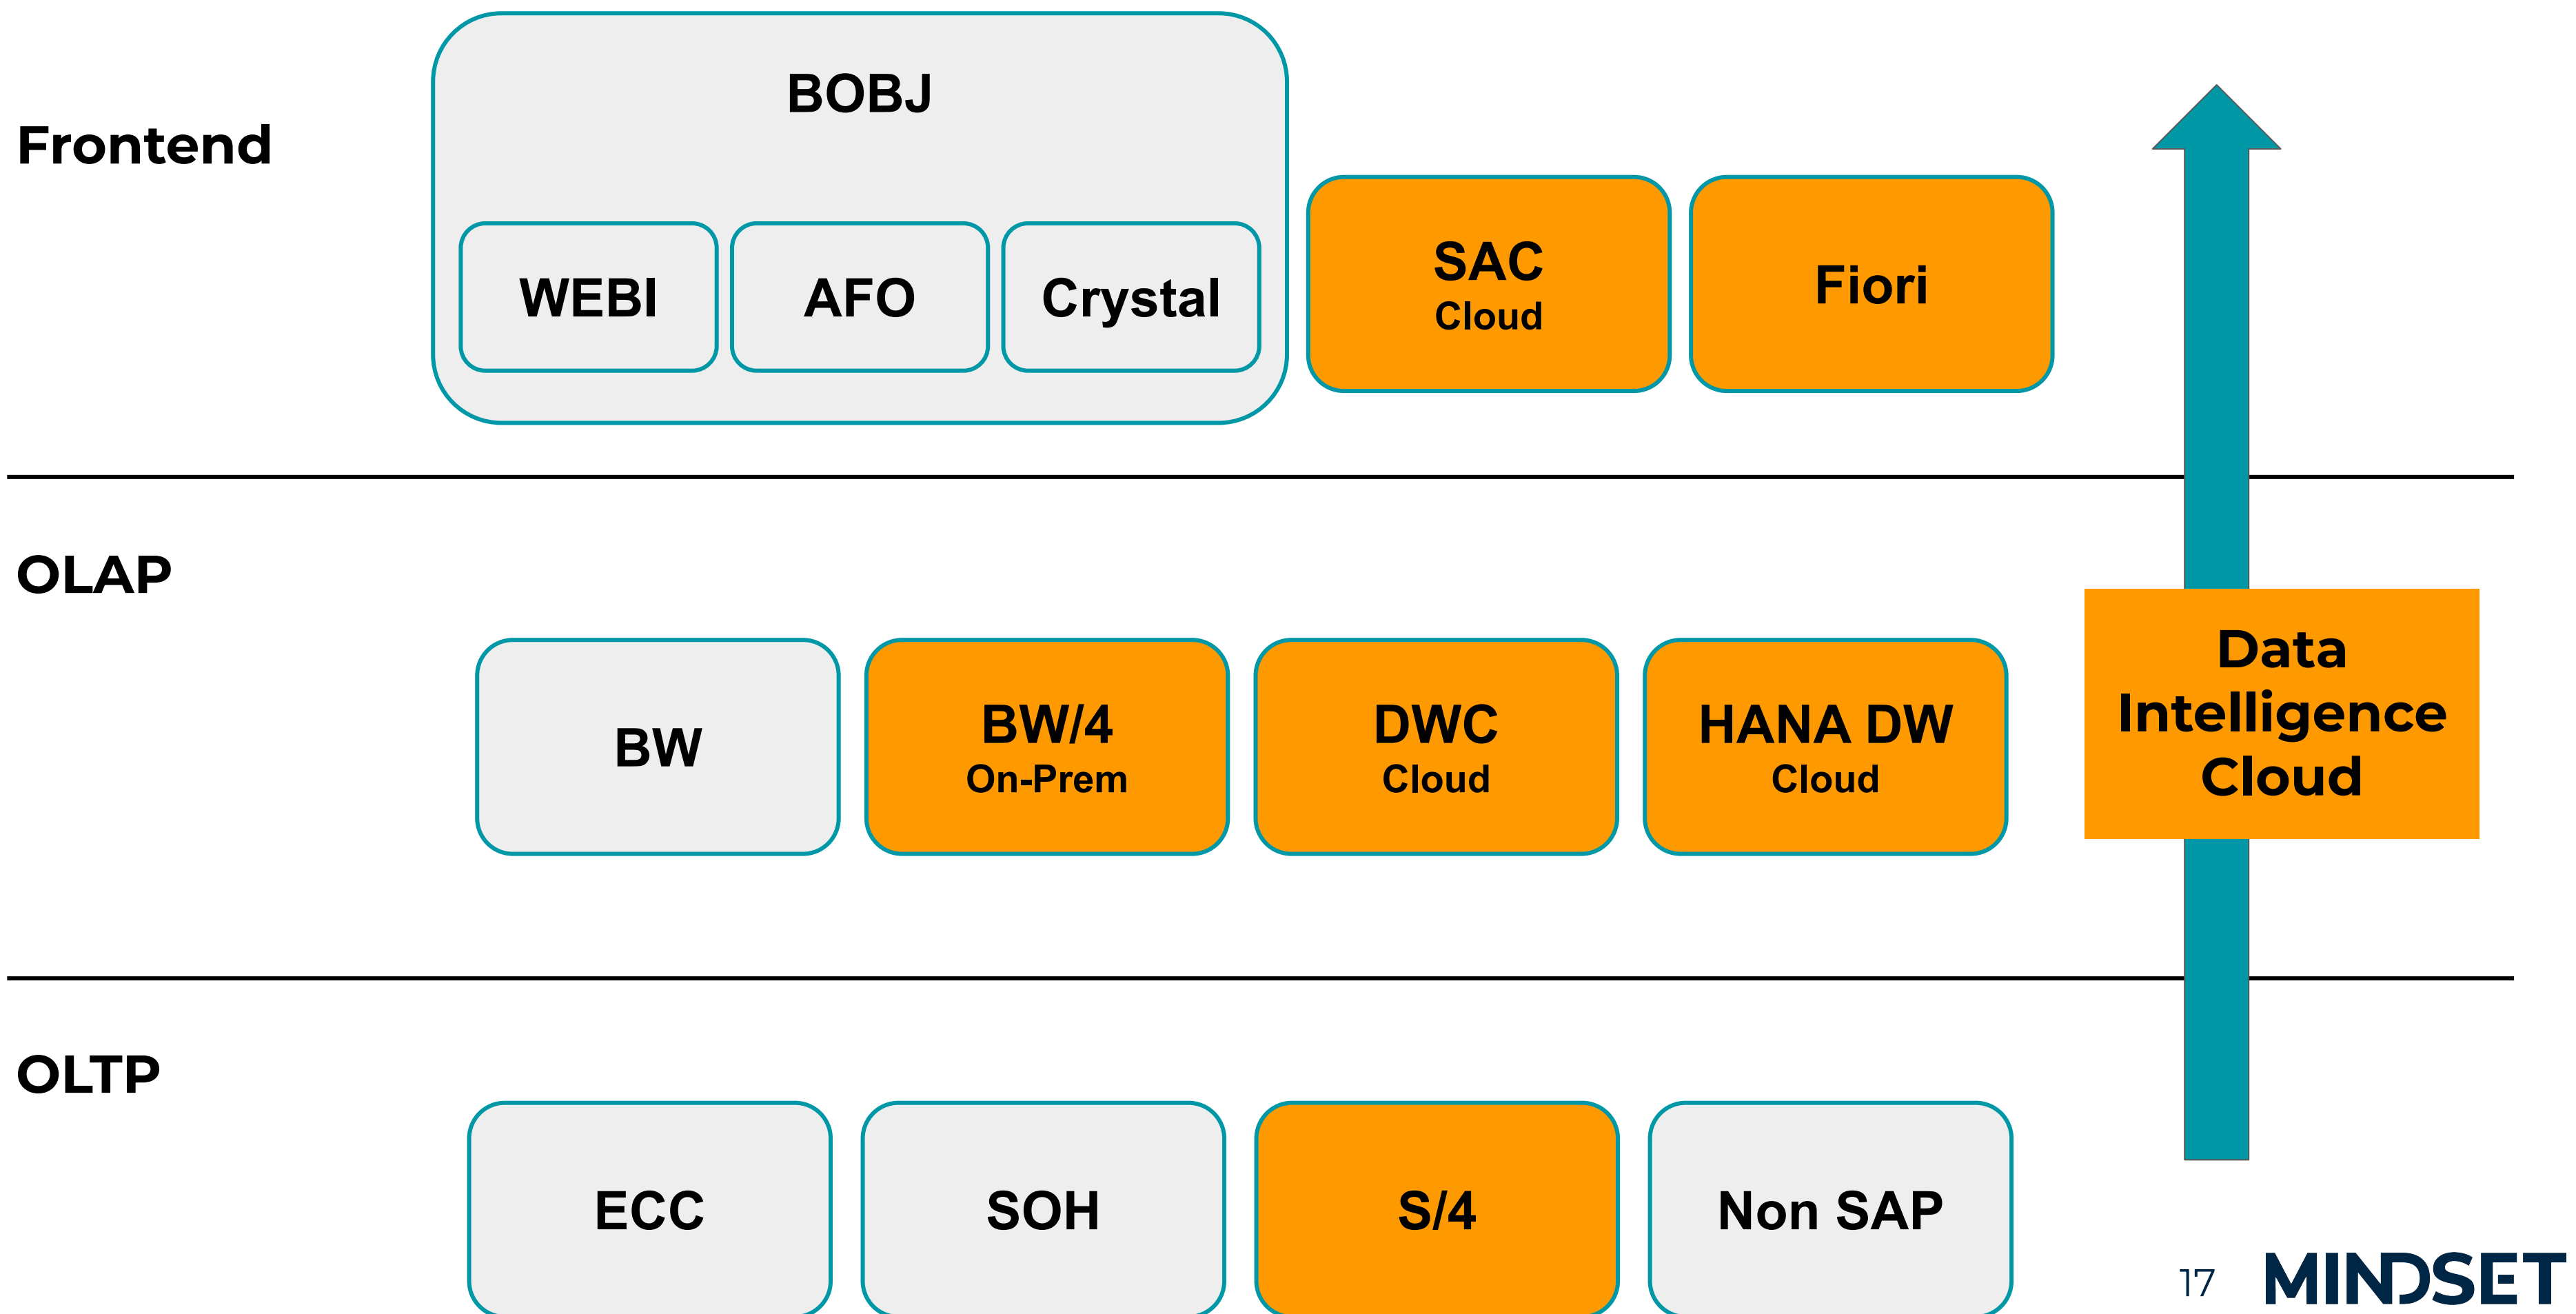 Frontend
BOBJ
WEBI
AFO
Crystal
SAC
Cloud
Fiori
OLAP
BW
BW/4
On-Prem
DWC
Cloud
HANA DW
Cloud
Data
Intelligence
Cloud
OLTP
ECC
SOH
S/4
Non SAP
17
MINDSET